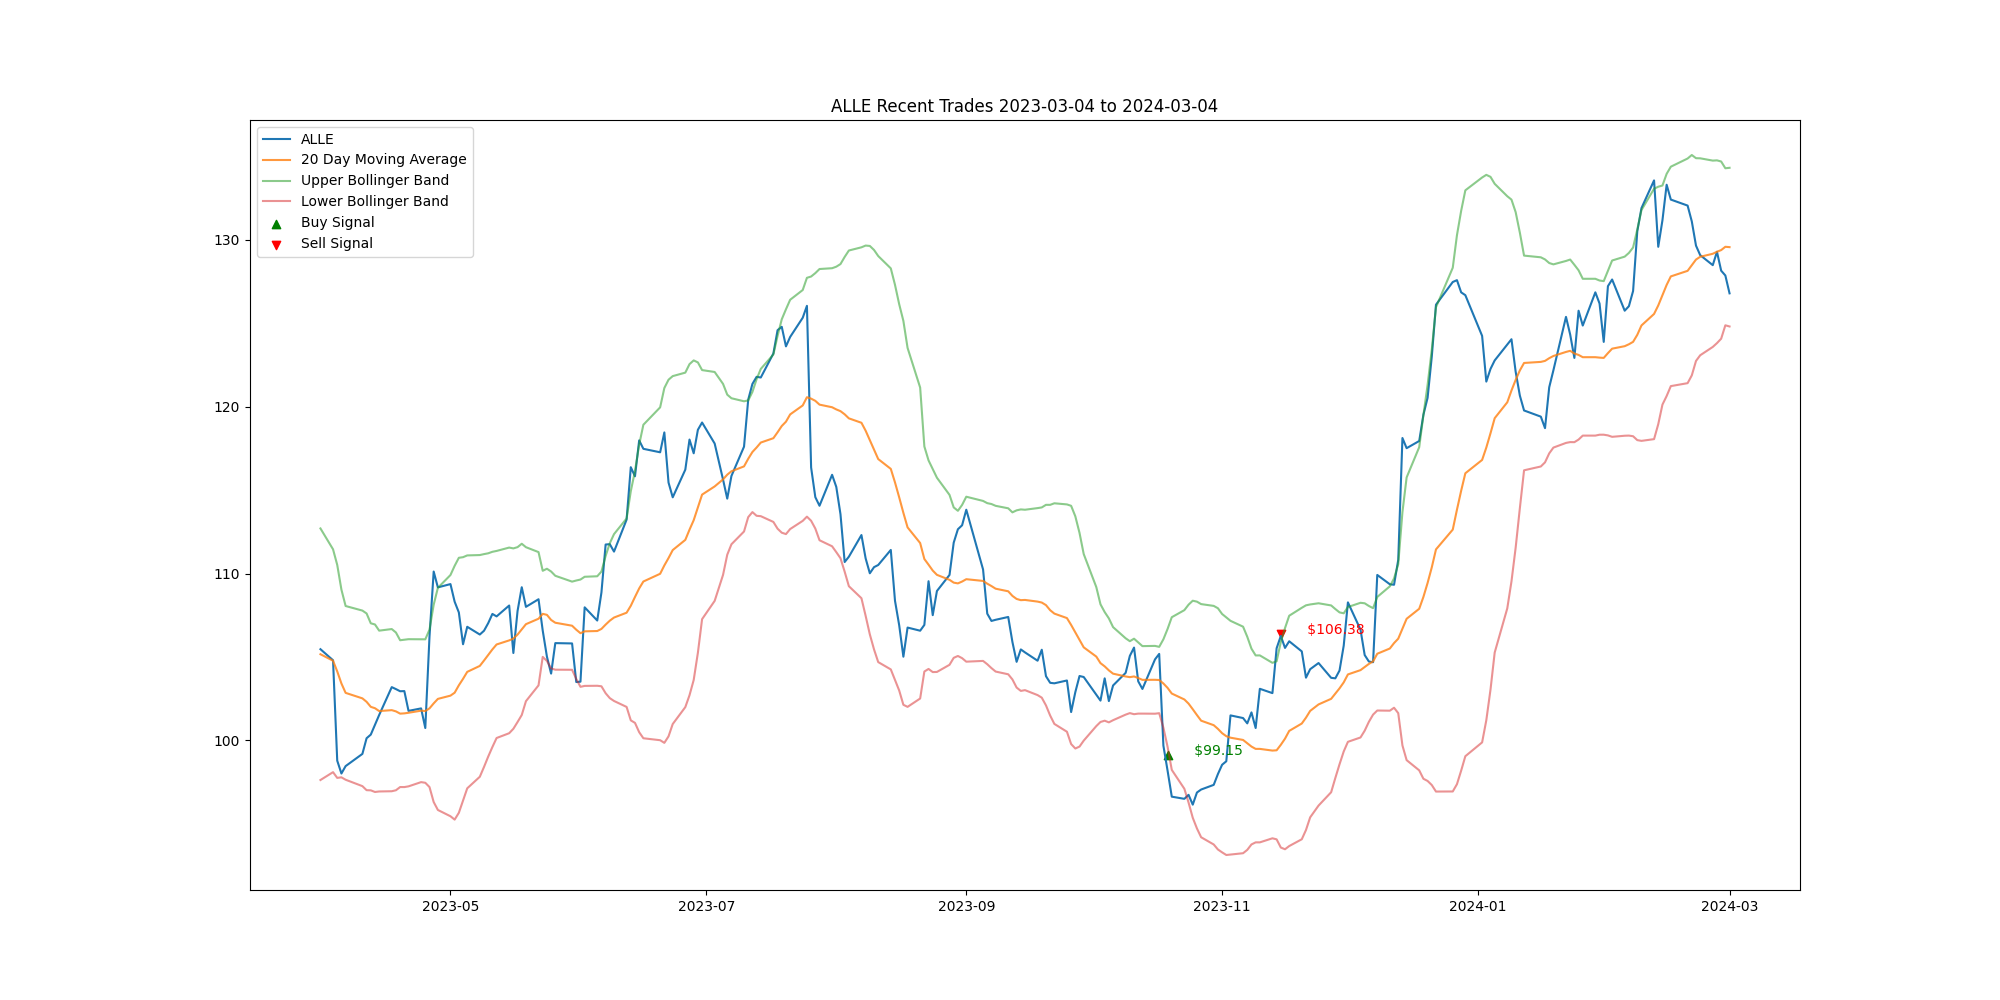 ALLE Recent Trades 2023-03-04 to 2024-03-04
ALLE
20 Day Moving Average
Upper Bollinger Band
Lower Bollinger Band
Buy Signal
Sell Signal
130
120
110
100
$106.38
$99.15
2023-05
2023-07
2023-09
2023-11
2024-01
2024-03